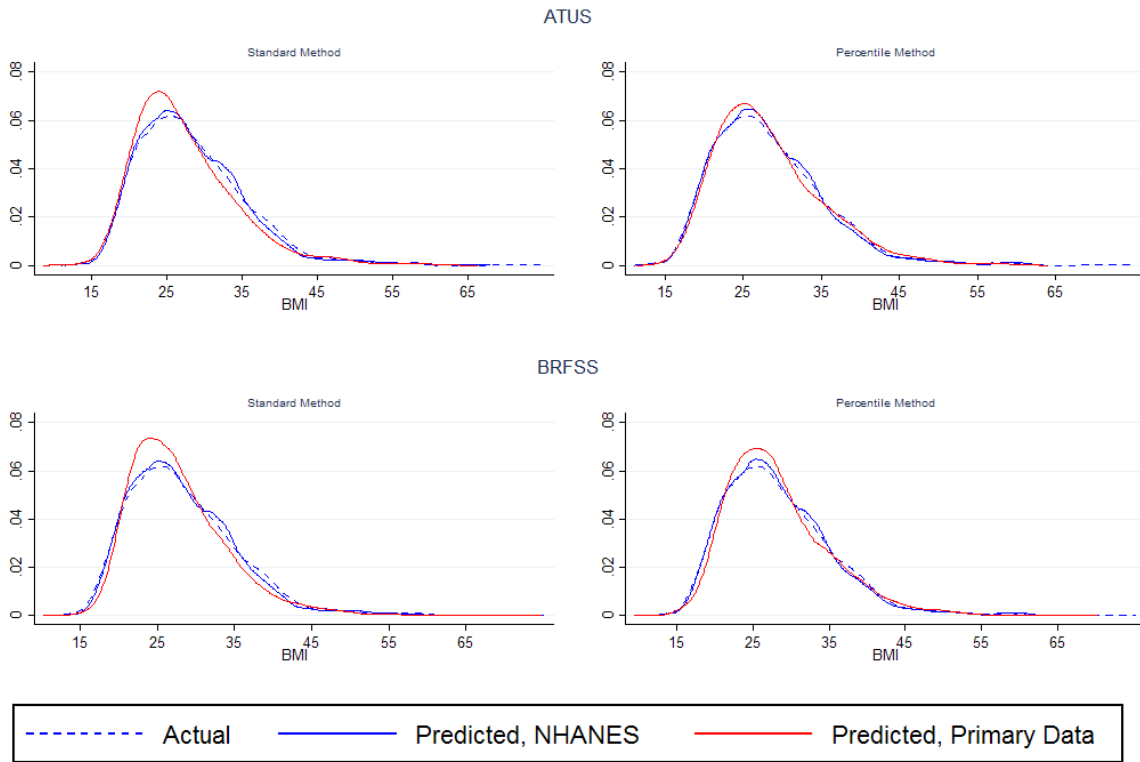 ATUS
Standard Method
.08
.06
.04
.02
0
15 25 35 45 55 65
BMI
Percentile Method
.08
.06
.04
.02
0
15 25 35 45 55 65
BMI
BRFSS
Standard Method
.08
.06
.04
.02
0
15 25 35 45 55 65
BMI
Percentile Method
.08
.06
.04
.02
0
15 25 35 45 55 65
BMI
Actual Predicted, NHANES Predicted, Primary Data